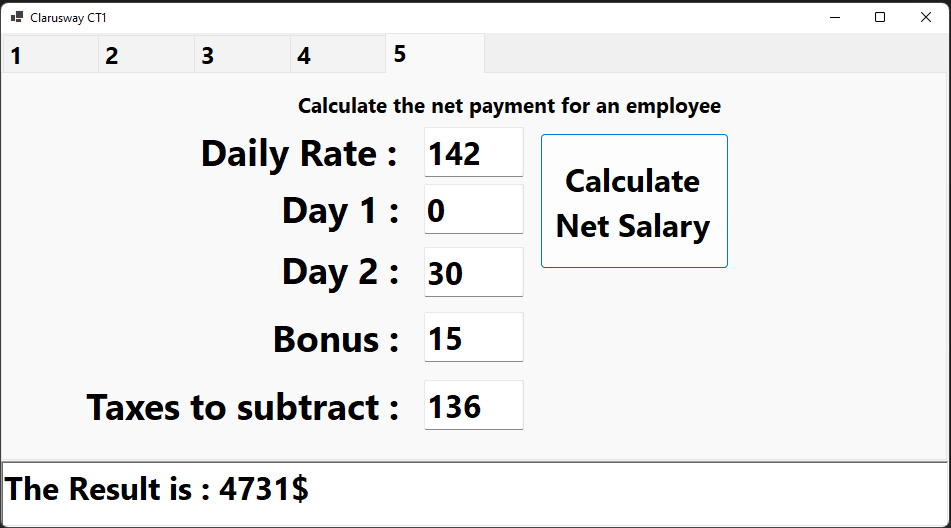 Clarusway CT1
1 2 3 4 5
Calculate the net payment for an employee
Daily Rate : 142
Calculate
Net Salary
Day 1 : 0
Day 2 : 30
Bonus : 15
Taxes to subtract : 136
The Result is : 4731$